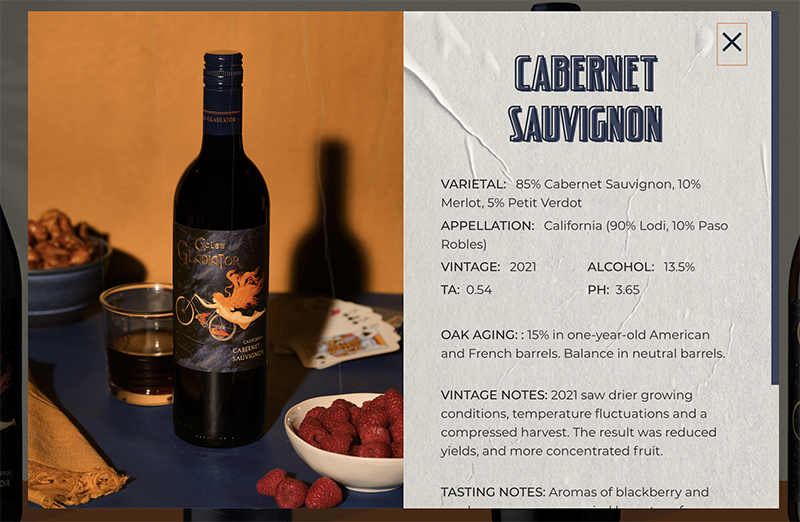 CABERNET
SAUVIGNON
VARIETAL: 85% Cabernet Sauvignon, 10%
Merlot, 5% Petit Verdot
APPELLATION: California (90% Lodi, 10% Paso
Robles)
VINTAGE: 2021 ALCOHOL: 13.5%
TA: 0.54 PH: 3.65
OAK AGING: : 15% in one-year-old American
and French barrels. Balance in neutral barrels.
VINTAGE NOTES: 2021 saw drier growing
conditions, temperature fluctuations and a
compressed harvest. The result was reduced
yields, and more concentrated fruit.
TASTING NOTES: Aromas of blackberry and
GLADIATOR
Cycles
GLADIATOR
CALIFORNIA
CABERNET
SAUVIGNON